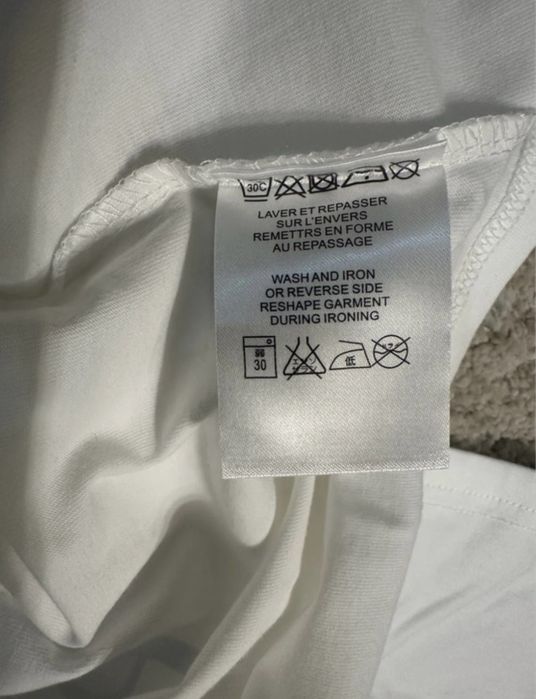 30C
LAVER ET REPASSER
SUR L'ENVERS
REMETTRS EN FORME
AU REPASSAGE
WASH AND IRON
OR REVERSE SIDE
RESHAPE GARMENT
DURING IRONING
30 低